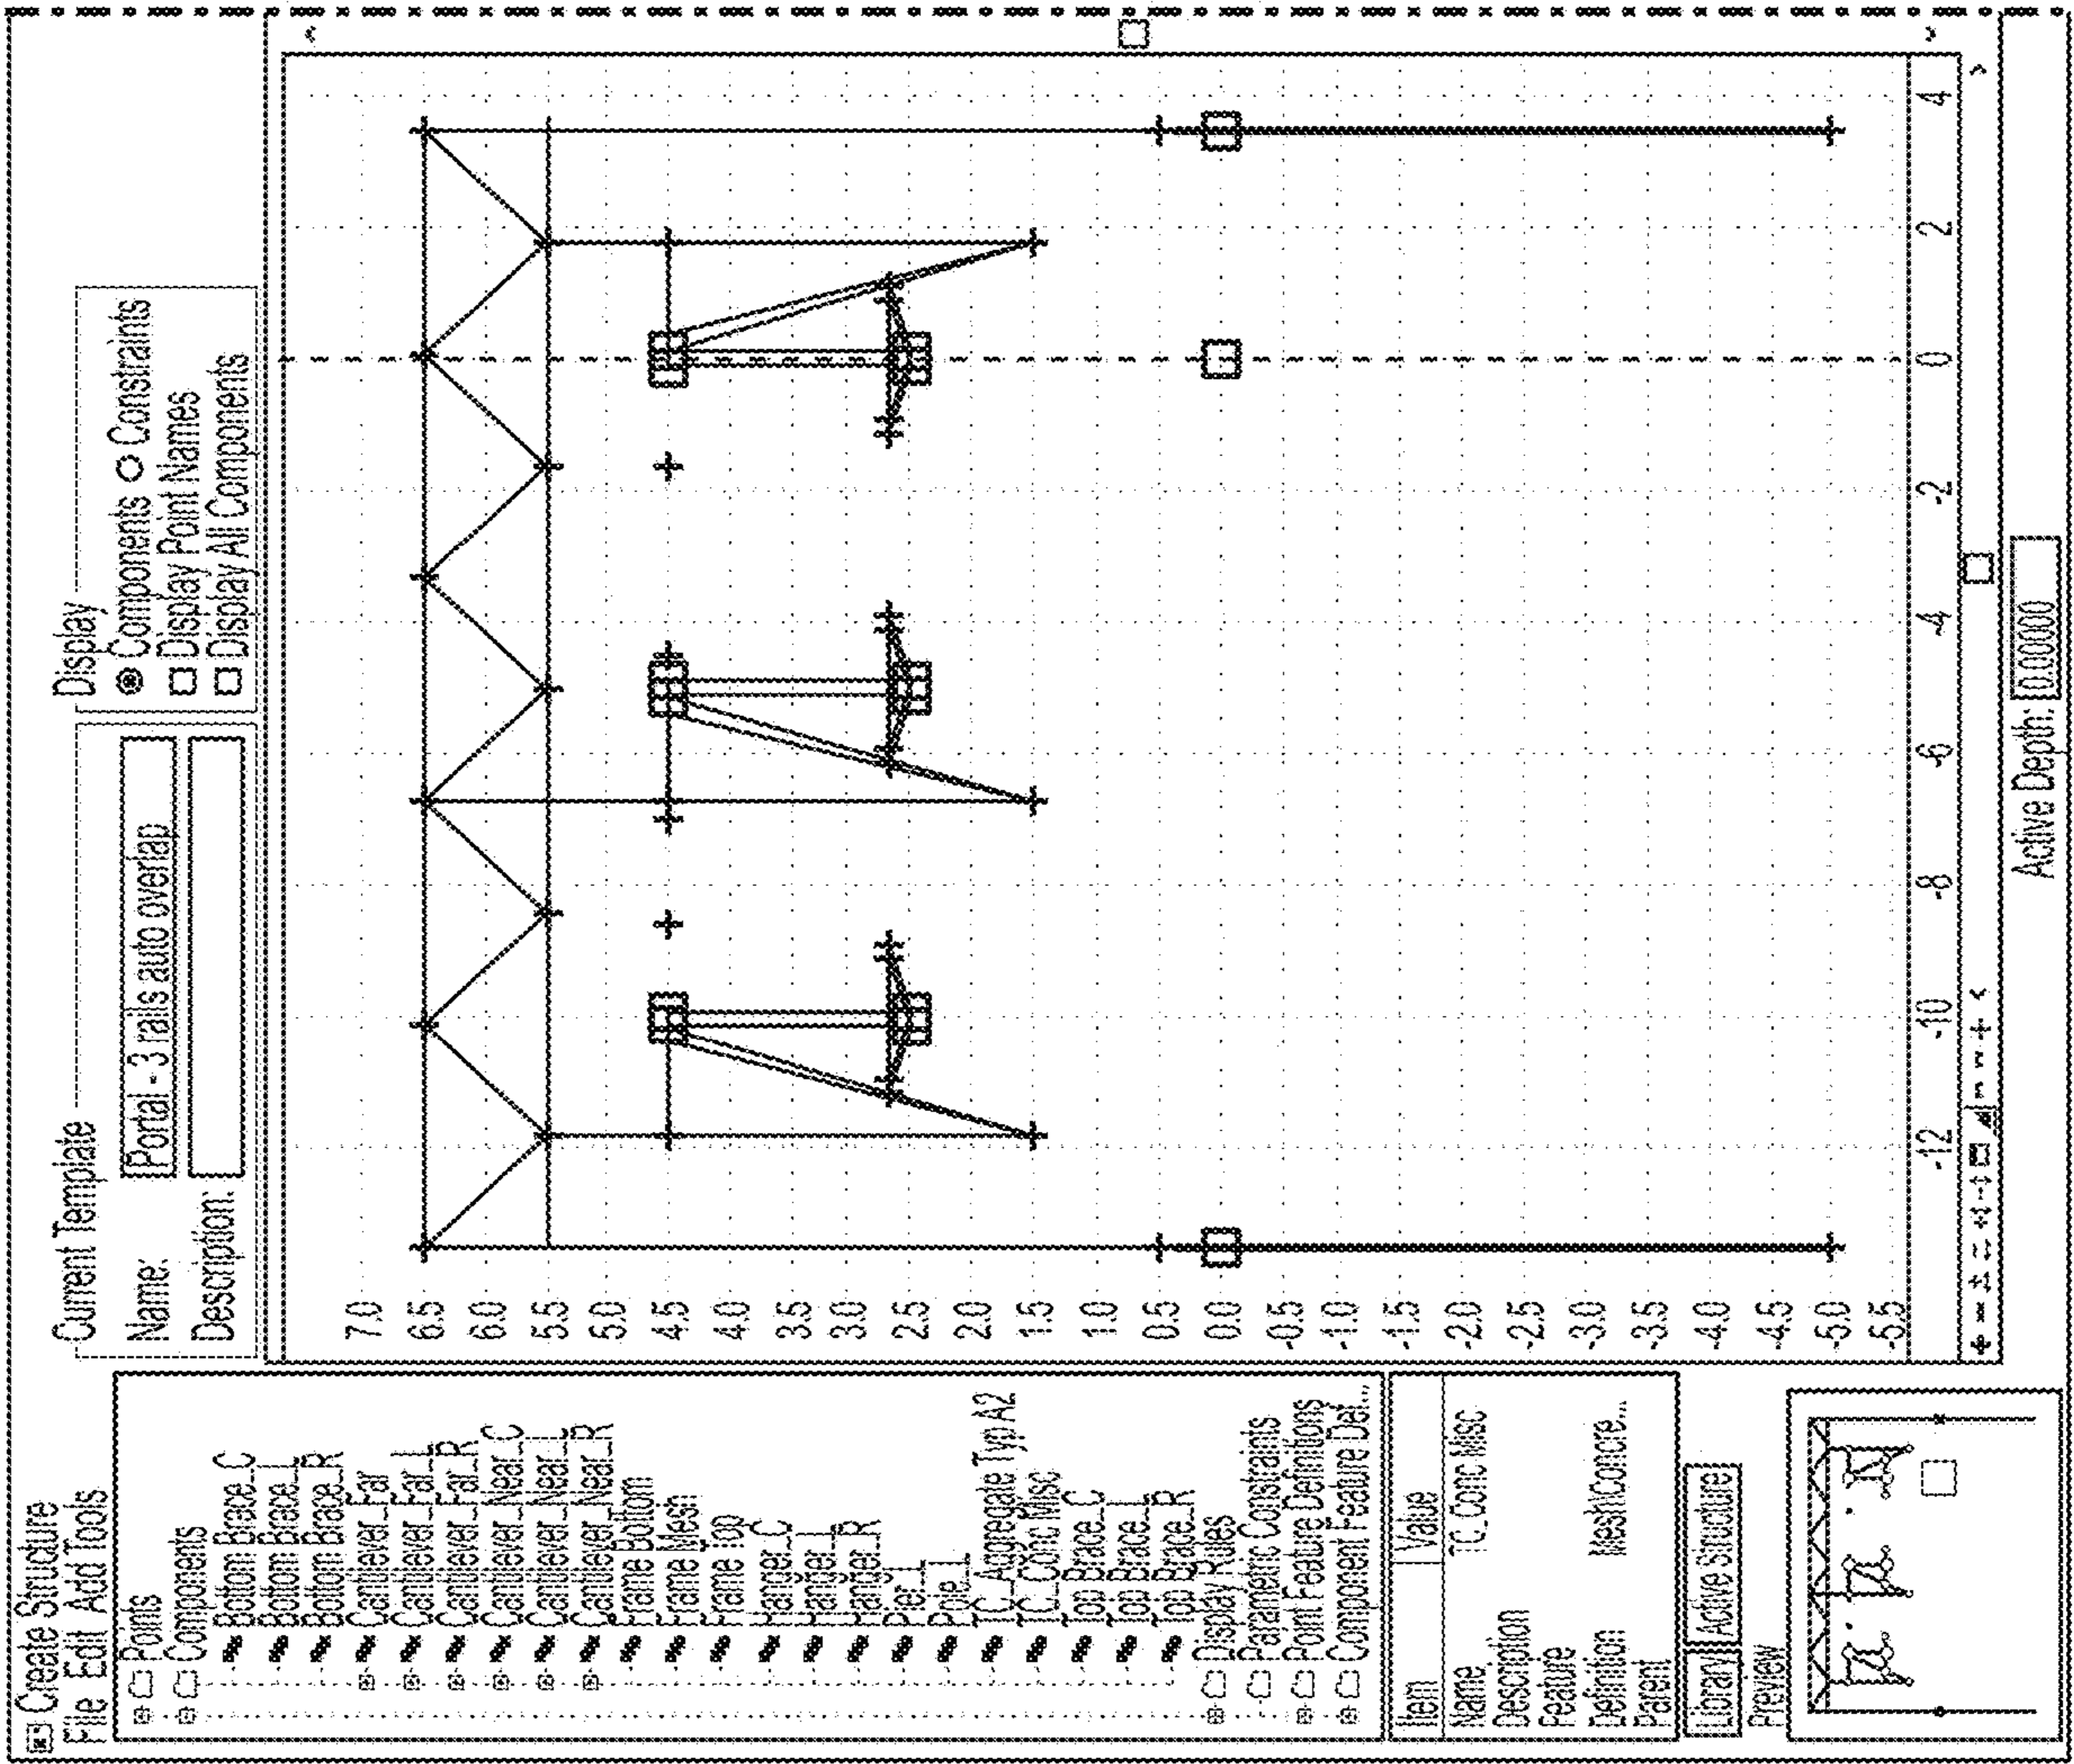 Create Structure
File Edit Add Tools
Points
Components
Bottom Brace_C
Bottom Brace_L
Bottom Brace_R
Cantilever_Far
Cantilever_Far_L
Cantilever_Far_R
Cantilever_Near_C
Cantilever_Near_L
Cantilever_Near_R
Frame Bottom
Frame Mesh
Frame Top
Hanger_C
Hanger_L
Hanger_R
Pier_L
Pole_L
TC_Aggregate Typ A2
TC_Conc Misc
Top Brace_C
Top Brace_L
Top Brace_R
Display Rules
Parametric Constraints
Point Feature Definitions
Component Feature Def...
Item Value
Name TC_Conc Misc
Description
Feature
Definition Mesh\Concre...
Parent
Library Active Structure
Preview
Current Template
Name: Portal - 3 rails auto overlap
Description:
Display
Components Constraints
Display Point Names
Display All Components
7.0
6.5
6.0
5.5
5.0
4.5
4.0
3.5
3.0
2.5
2.0
1.5
1.0
0.5
0.0
-0.5
-1.0
-1.5
-2.0
-2.5
-3.0
-3.5
-4.0
-4.5
-5.0
-5.5
-12 -10 -8 -6 -4 -2 0 2 4
Active Depth: 0.00000